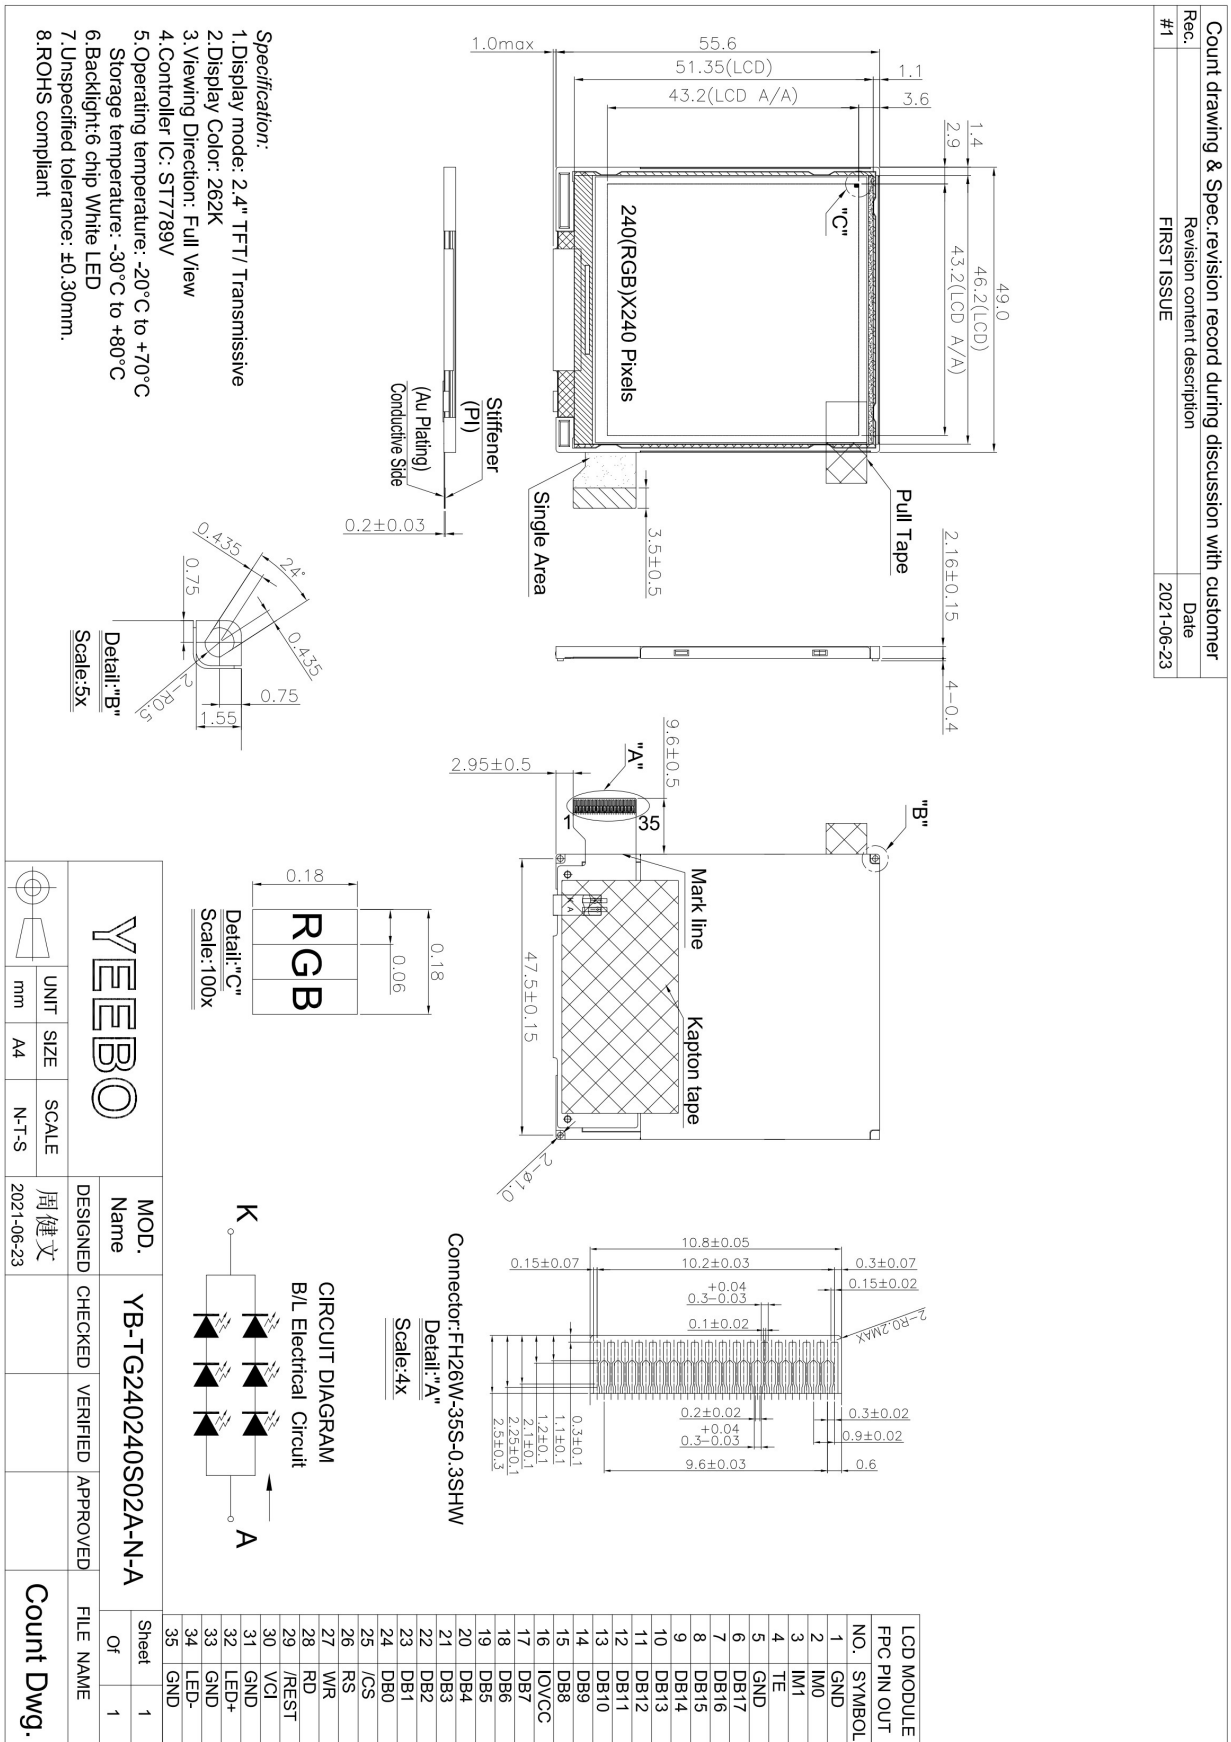 Count drawing & Spec.revision record during discussion with customer
Rec. Revision content description Date
#1 FIRST ISSUE 2021-06-23
55.6
1.0max
51.35(LCD)
1.1
43.2(LCD A/A)
3.6
1.4
2.9
49.0
46.2(LCD)
43.2(LCD A/A)
"C"
240(RGB)X240 Pixels
Pull Tape
Single Area
3.5±0.5
Stiffener
(PI)
(Au Plating)
Conductive Side
0.2±0.03
2.16±0.15
4-0.4
"B"
9.6±0.5
"A"
2.95±0.5
1
35
Mark line
Kapton tape
K A
47.5±0.15
2-ø1.0
10.8±0.05
0.15±0.07
10.2±0.03
0.3±0.07
0.15±0.02
+0.04
0.3-0.03
0.1±0.02
2-R0.2MAX
0.2±0.02
0.3±0.02
+0.04
0.3-0.03
0.9±0.02
9.6±0.03
0.6
0.3±0.1
1.1±0.1
1.2±0.1
2.1±0.1
2.25±0.1
2.5±0.3
Connector:FH26W-35S-0.3SHW
Detail:"A"
Scale:4x
Specification:
1.Display mode: 2.4" TFT/ Transmissive
2.Display Color: 262K
3.Viewing Direction: Full View
4.Controller IC: ST7789V
5.Operating temperature: -20°C to +70°C
Storage temperature: -30°C to +80°C
6.Backlight:6 chip White LED
7.Unspecified tolerance: ±0.30mm.
8.ROHS compliant
0.435
24°
0.75
0.435
0.75
1.55
2-R0.5
Detail:"B"
Scale:5x
0.18
0.18
0.06
RGB
Detail:"C"
Scale:100x
CIRCUIT DIAGRAM
B/L Electrical Circuit
K
A
LCD MODULE
FPC PIN OUT
NO. SYMBOL
1 GND
2 IM0
3 IM1
4 TE
5 GND
6 DB17
7 DB16
8 DB15
9 DB14
10 DB13
11 DB12
12 DB11
13 DB10
14 DB9
15 DB8
16 IOVCC
17 DB7
18 DB6
19 DB5
20 DB4
21 DB3
22 DB2
23 DB1
24 DB0
25 /CS
26 RS
27 WR
28 RD
29 /REST
30 VCI
31 GND
32 LED+
33 GND
34 LED-
35 GND
YEEBO
MOD.
Name
YB-TG240240S02A-N-A
Sheet 1
Of 1
UNIT SIZE SCALE
mm A4 N-T-S
DESIGNED CHECKED VERIFIED APPROVED FILE NAME
周健文
2021-06-23
Count Dwg.